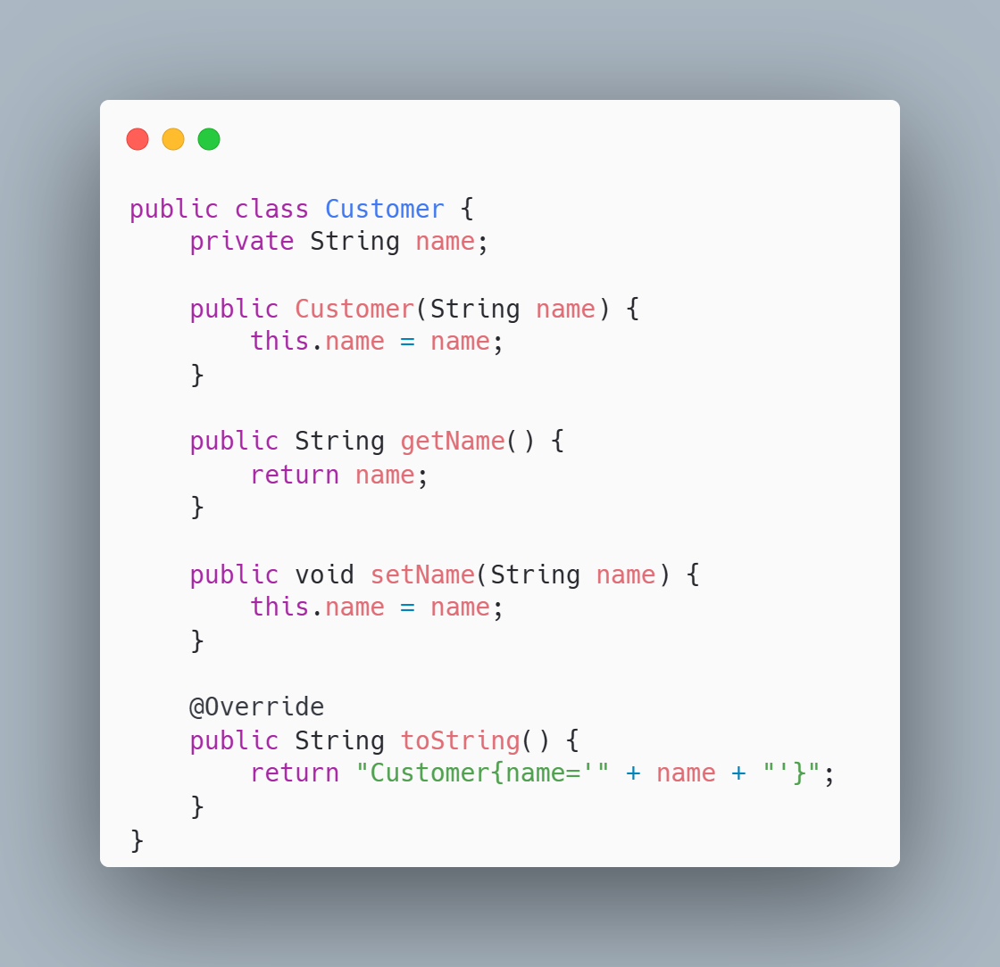 public class Customer {
    private String name;

    public Customer(String name) {
        this.name = name;
    }

    public String getName() {
        return name;
    }

    public void setName(String name) {
        this.name = name;
    }

    @Override
    public String toString() {
        return "Customer{name='" + name + "'}";
    }
}